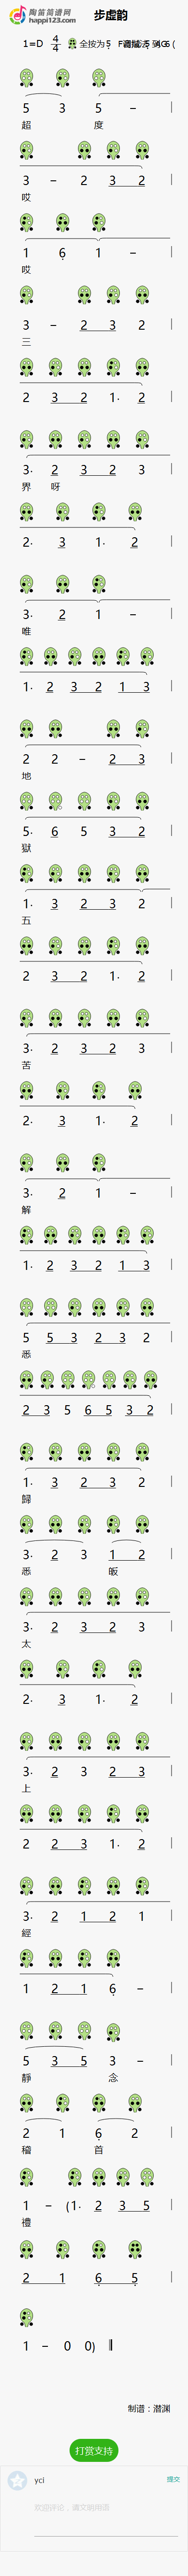 陶笛简谱网
happi123.com
步虚韵
1=D 4/4 全按为5
5 3 5 - |
超 度
3 - 2 3 2 |
哎
1 6 1 - |
哎
3 - 2 3 2 |
三
2 3 2 1· 2 |
3· 2 3 2 3 |
界 呀
2· 3 1· 2 |
3· 2 1 - |
唯
1· 2 3 2 1 3 |
2 2 - 2 3 |
地
5· 6 5 3 2 |
獄
1· 3 2 3 2 |
五
2 3 2 1· 2 |
3· 2 3 2 3 |
苦
2· 3 1· 2 |
3· 2 1 - |
解
1· 2 3 2 1 3 |
5 5 3 2 3 2 |
悉
2 3 5 6 5 3 2 |
1· 3 2 3 2 |
歸
3· 2 3 1 2 |
悉 皈
3· 2 3 2 3 |
太
2· 3 1· 2 |
3· 2 3 2 3 |
上
2 2 3 1· 2 |
3· 2 1 2 1 |
經
1 2 1 6 - |
5 3 5 3 - |
靜 念
2 1 6 2 |
稽 首
1 - (1· 2 3 5 |
禮
2 1 6 5 |
1 - 0 0) ‖
制谱：潜渊
打赏支持
yci
提交
欢迎评论，请文明用语